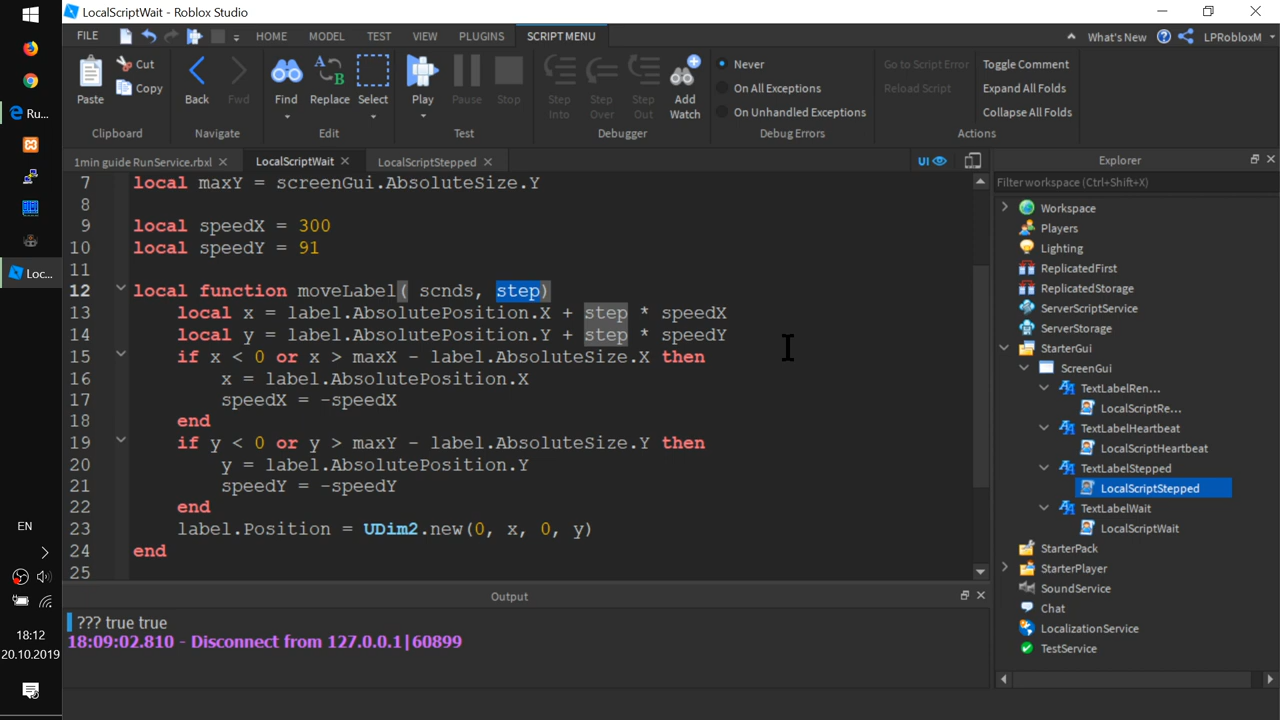 LocalScriptWait - Roblox Studio
FILE
HOME
MODEL
TEST
VIEW
PLUGINS
SCRIPT MENU
What's New
LPRobloxM
Paste
Cut
Copy
Clipboard
Back
Fwd
Navigate
Find
Replace
Select
Edit
Play
Pause
Stop
Test
Step Into
Step Over
Step Out
Add Watch
Debugger
Never
On All Exceptions
On Unhandled Exceptions
Debug Errors
Go to Script Error
Reload Script
Toggle Comment
Expand All Folds
Collapse All Folds
Actions
1min guide RunService.rbxl
LocalScriptWait
LocalScriptStepped
UI
7 local maxY = screenGui.AbsoluteSize.Y
8
9 local speedX = 300
10 local speedY = 91
11
12 local function moveLabel( scnds, step)
13 local x = label.AbsolutePosition.X + step * speedX
14 local y = label.AbsolutePosition.Y + step * speedY
15 if x < 0 or x > maxX - label.AbsoluteSize.X then
16 x = label.AbsolutePosition.X
17 speedX = -speedX
18 end
19 if y < 0 or y > maxY - label.AbsoluteSize.Y then
20 y = label.AbsolutePosition.Y
21 speedY = -speedY
22 end
23 label.Position = UDim2.new(0, x, 0, y)
24 end
25
Output
??? true true
18:09:02.810 - Disconnect from 127.0.0.1|60899
Explorer
Filter workspace (Ctrl+Shift+X)
Workspace
Players
Lighting
ReplicatedFirst
ReplicatedStorage
ServerScriptService
ServerStorage
StarterGui
ScreenGui
TextLabelRen...
LocalScriptRe...
TextLabelHeartbeat
LocalScriptHeartbeat
TextLabelStepped
LocalScriptStepped
TextLabelWait
LocalScriptWait
StarterPack
StarterPlayer
SoundService
Chat
LocalizationService
TestService
Ru...
Loc...
EN
18:12
20.10.2019